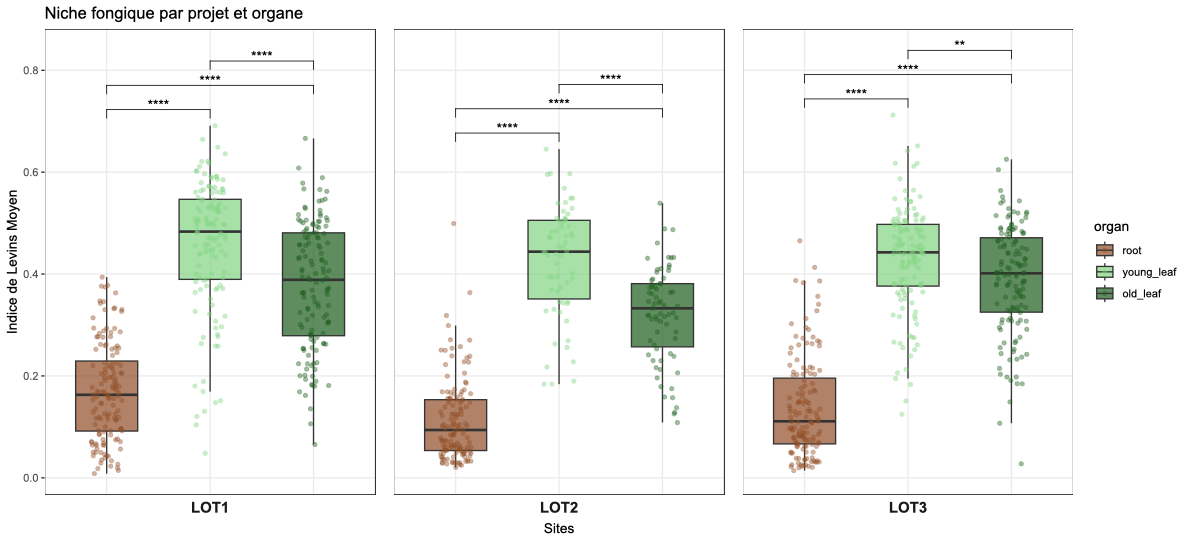 Niche fongique par projet et organe
Indice de Levins Moyen
0.8
0.6
0.4
0.2
0.0
****
****
****
****
****
****
**
****
****
LOT1
LOT2
LOT3
Sites
organ
root
young_leaf
old_leaf